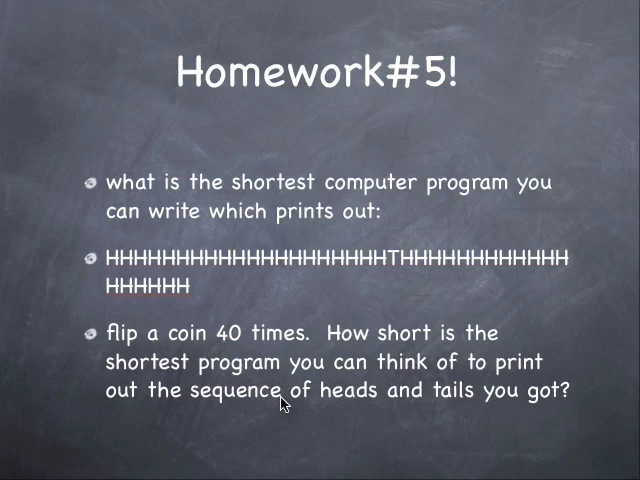 Homework#5!
what is the shortest computer program you
can write which prints out:
HHHHHHHHHHHHHHHHHHHHTHHHHHHHHHHHH
HHHHHH
flip a coin 40 times. How short is the
shortest program you can think of to print
out the sequence of heads and tails you got?